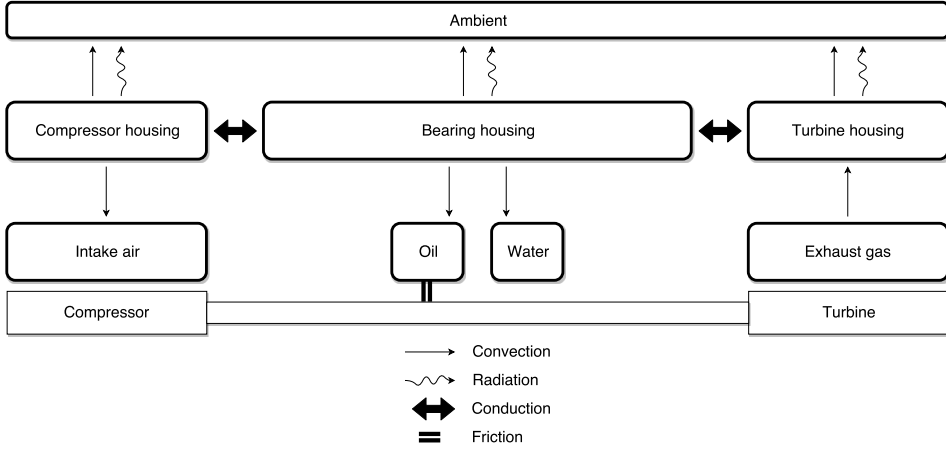 Ambient
Compressor housing
Bearing housing
Turbine housing
Intake air
Oil
Water
Exhaust gas
Compressor
Turbine
Convection
Radiation
Conduction
Friction